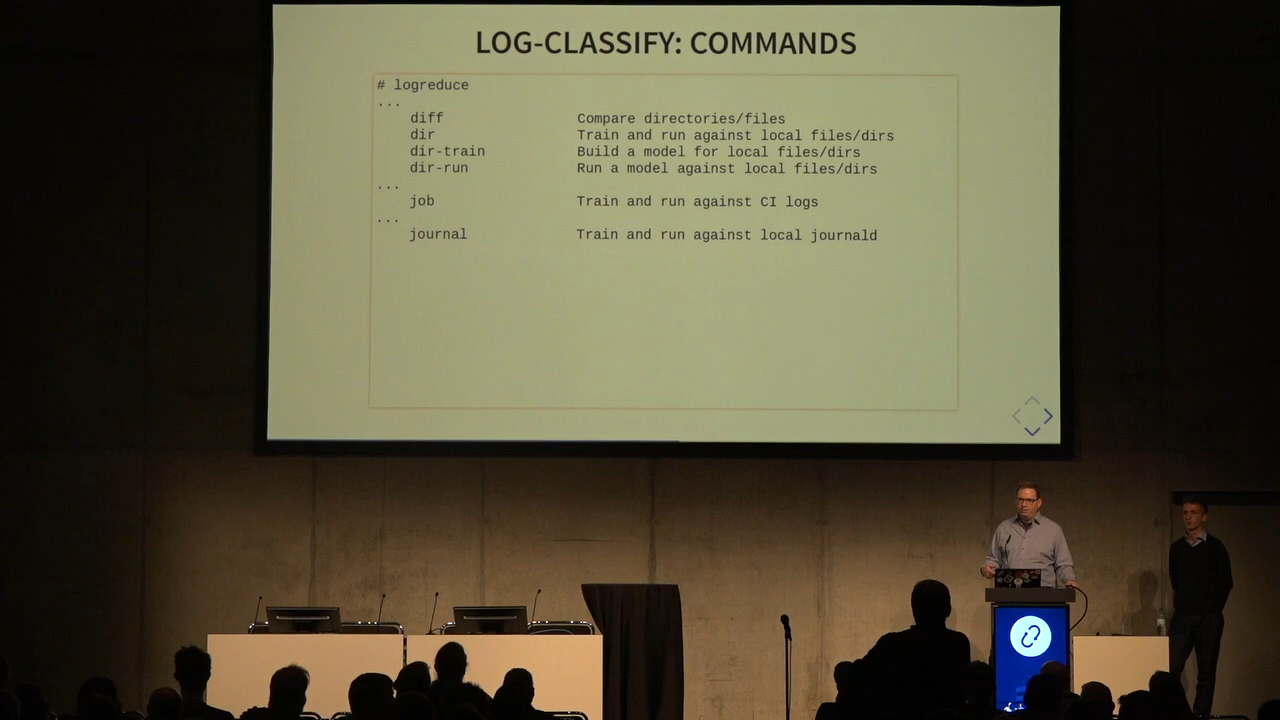 LOG-CLASSIFY: COMMANDS
# logreduce
...
diff Compare directories/files
dir Train and run against local files/dirs
dir-train Build a model for local files/dirs
dir-run Run a model against local files/dirs
...
job Train and run against CI logs
...
journal Train and run against local journald